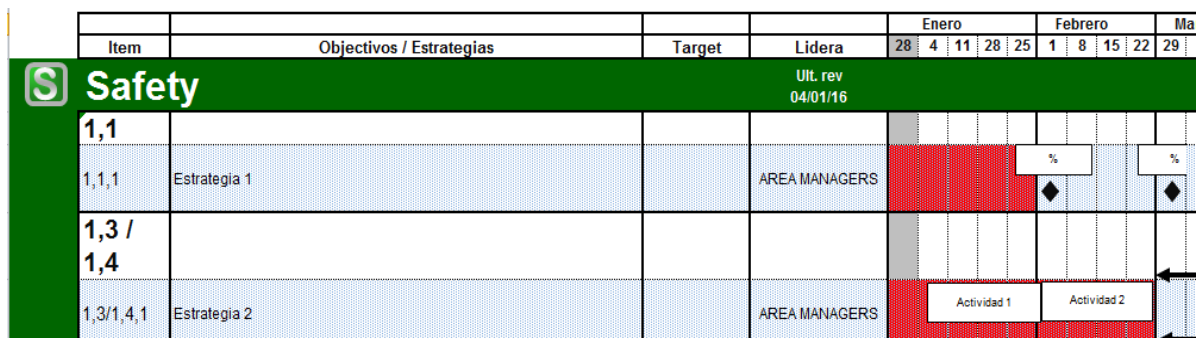 Enero Febrero Ma
Item Objectivos / Estrategias Target Lidera 28 4 11 28 25 1 8 15 22 29
S Safety Ult. rev
04/01/16
1,1
% %
1,1,1 Estrategia 1 AREA MANAGERS
1,3 /
1,4
Actividad 1 Actividad 2
1,3/1,4,1 Estrategia 2 AREA MANAGERS